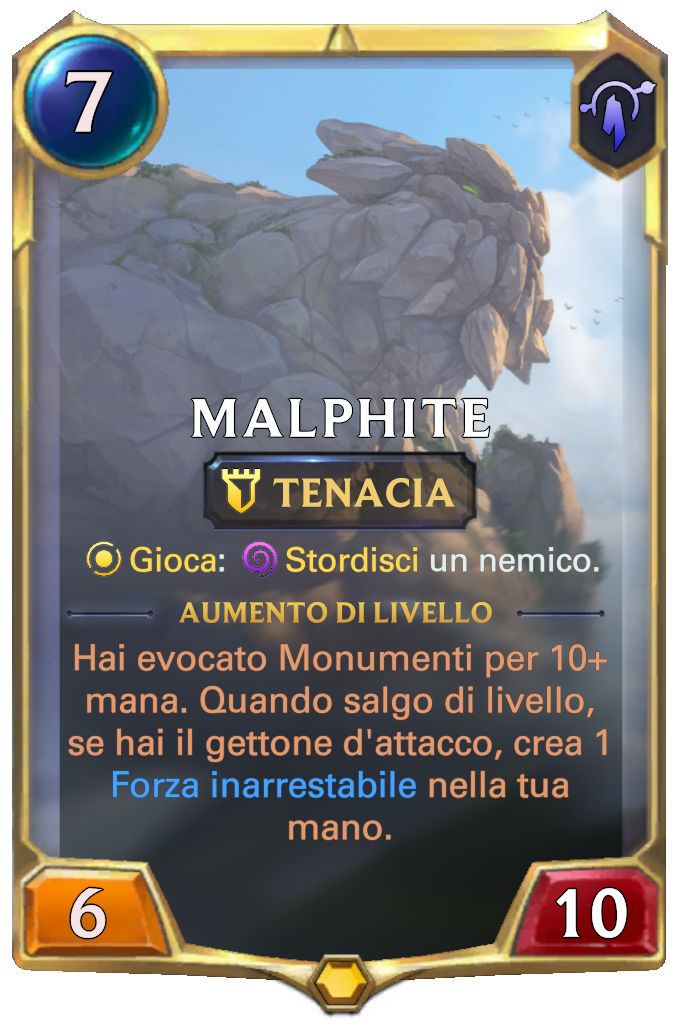 7
MALPHITE
TENACIA
Gioca: Stordisci un nemico.
AUMENTO DI LIVELLO
Hai evocato Monumenti per 10+
mana. Quando salgo di livello,
se hai il gettone d'attacco, crea 1
Forza inarrestabile nella tua
mano.
6
10